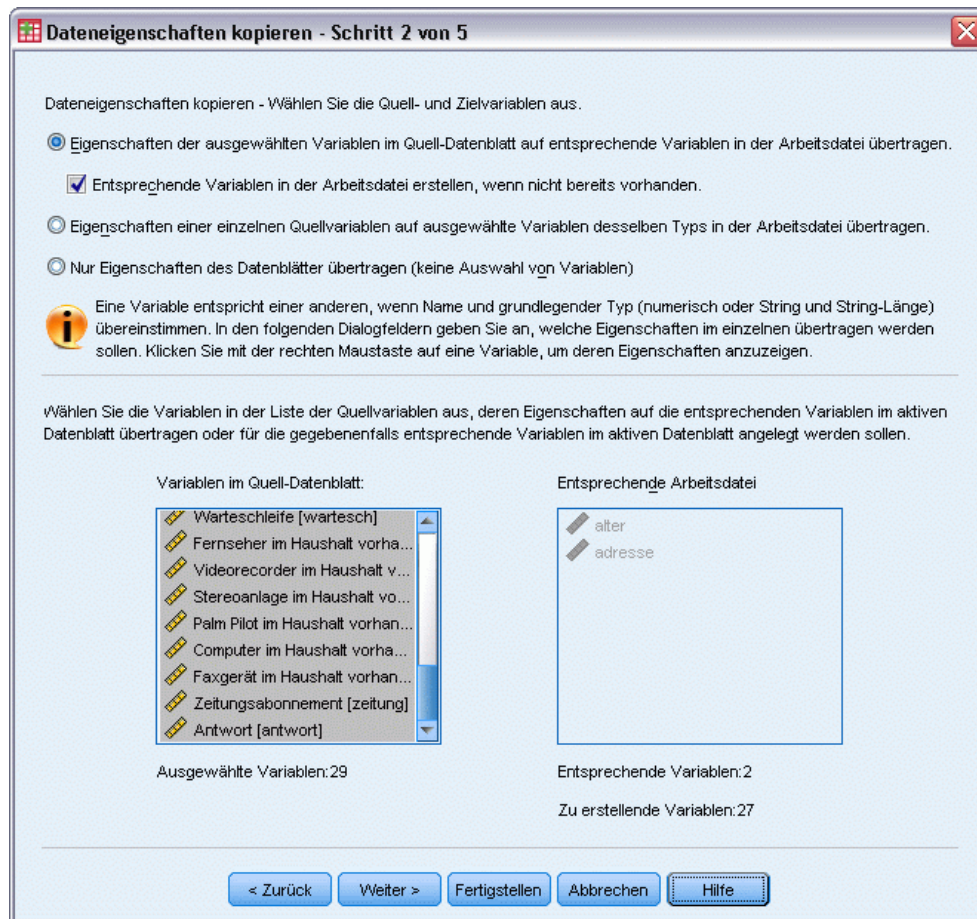 Dateneigenschaften kopieren - Schritt 2 von 5
Dateneigenschaften kopieren - Wählen Sie die Quell- und Zielvariablen aus.
Eigenschaften der ausgewählten Variablen im Quell-Datenblatt auf entsprechende Variablen in der Arbeitsdatei übertragen.
Entsprechende Variablen in der Arbeitsdatei erstellen, wenn nicht bereits vorhanden.
Eigenschaften einer einzelnen Quellvariablen auf ausgewählte Variablen desselben Typs in der Arbeitsdatei übertragen.
Nur Eigenschaften des Datenblätter übertragen (keine Auswahl von Variablen)
Eine Variable entspricht einer anderen, wenn Name und grundlegender Typ (numerisch oder String und String-Länge)
übereinstimmen. In den folgenden Dialogfeldern geben Sie an, welche Eigenschaften im einzelnen übertragen werden
sollen. Klicken Sie mit der rechten Maustaste auf eine Variable, um deren Eigenschaften anzuzeigen.
Wählen Sie die Variablen in der Liste der Quellvariablen aus, deren Eigenschaften auf die entsprechenden Variablen im aktiven
Datenblatt übertragen oder für die gegebenenfalls entsprechende Variablen im aktiven Datenblatt angelegt werden sollen.
Variablen im Quell-Datenblatt:
Warteschleife [wartesch]
Fernseher im Haushalt vorha...
Videorecorder im Haushalt v...
Stereoanlage im Haushalt vo...
Palm Pilot im Haushalt vorhan...
Computer im Haushalt vorha...
Faxgerät im Haushalt vorhan...
Zeitungsabonnement [zeitung]
Antwort [antwort]
Ausgewählte Variablen:29
Entsprechende Arbeitsdatei
alter
adresse
Entsprechende Variablen:2
Zu erstellende Variablen:27
< Zurück
Weiter >
Fertigstellen
Abbrechen
Hilfe